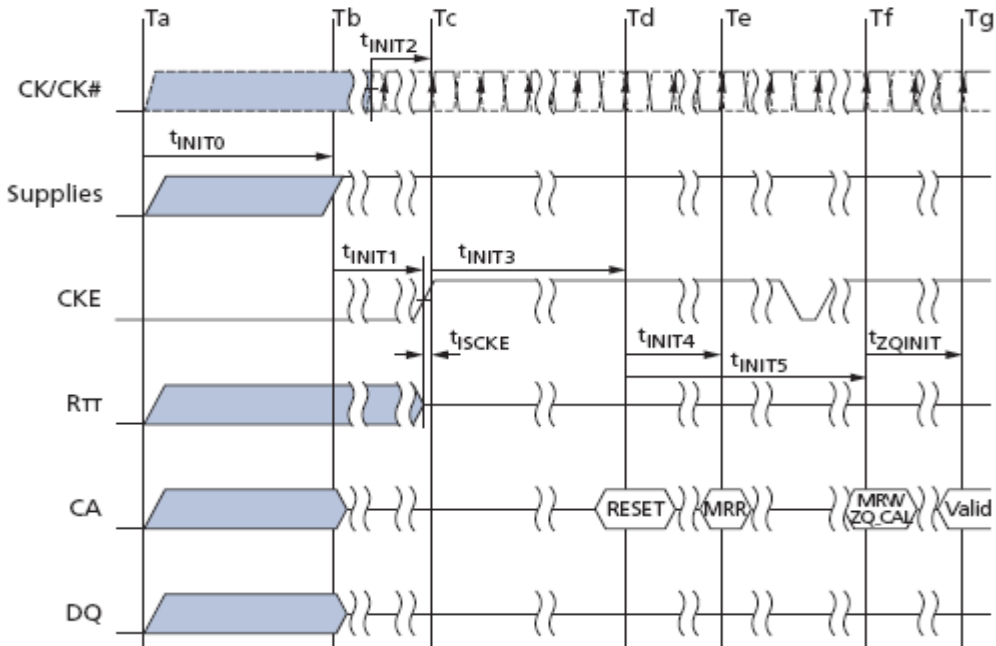 Ta Tb Tc Td Te Tf Tg
tINIT2
CK/CK#
tINIT0
Supplies
tINIT1 tINIT3
CKE
tISCKE tINIT4 tZQINIT
tINIT5
RTT
CA RESET MRR MRW ZQ_CAL Valid
DQ